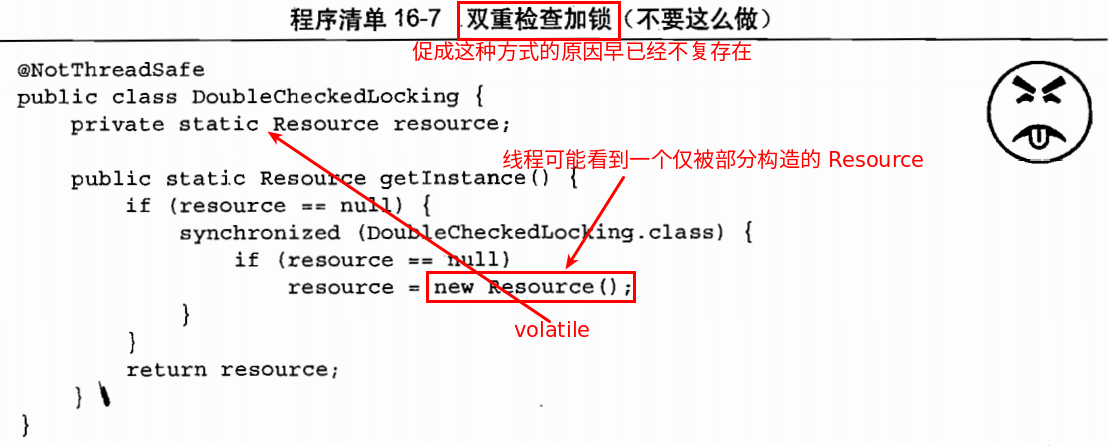 程序清单 16-7 双重检查加锁（不要这么做）
促成这种方式的原因早已经不复存在
@NotThreadSafe
public class DoubleCheckedLocking {
private static Resource resource;
线程可能看到一个仅被部分构造的 Resource
public static Resource getInstance() {
if (resource == null) {
synchronized (DoubleCheckedLocking.class) {
if (resource == null)
resource = new Resource();
}
volatile
}
return resource;
}
}